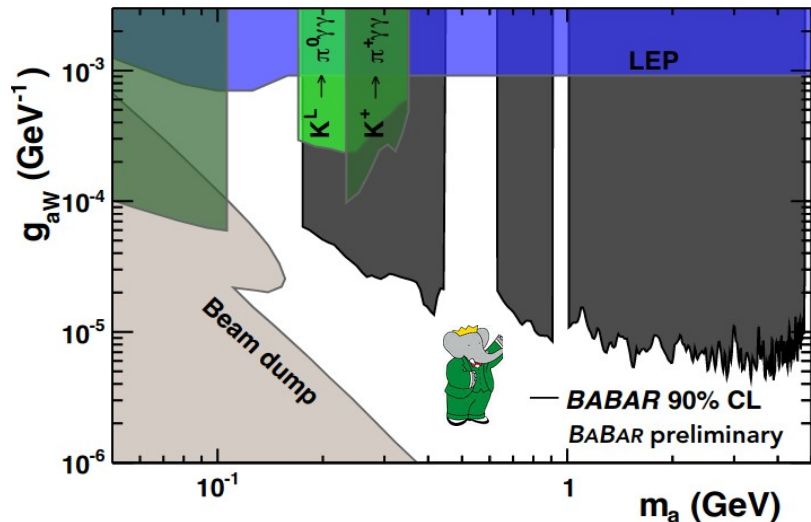 10⁻³
10⁻⁴
10⁻⁵
10⁻⁶
g_aW (GeV⁻¹)
K^L → π⁰γγ
K⁺ → π⁺γγ
LEP
Beam dump
BABAR 90% CL
BABAR preliminary
10⁻¹
1
m_a (GeV)